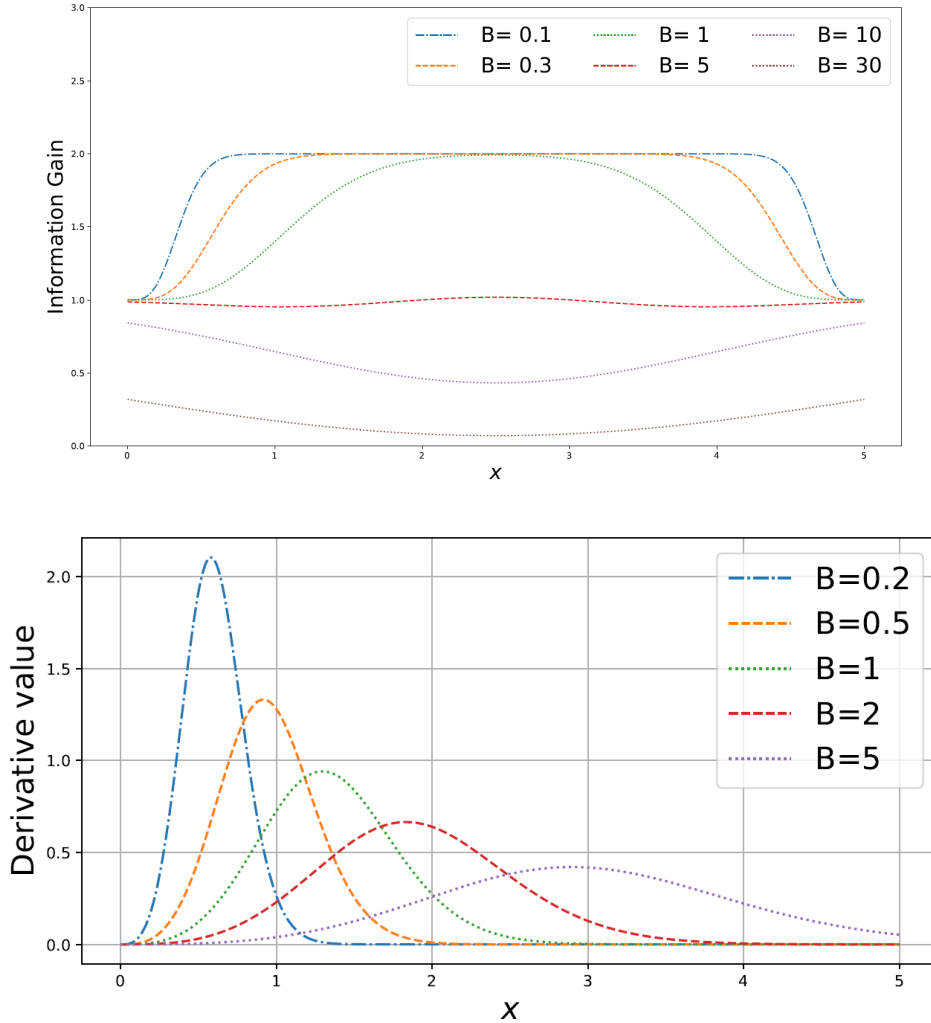 3.0
B= 0.1 B= 1 B= 10
B= 0.3 B= 5 B= 30
2.5
2.0
1.5
1.0
0.5
0.0
Information Gain
0 1 2 3 4 5
x
2.0
1.5
1.0
0.5
0.0
Derivative value
B=0.2
B=0.5
B=1
B=2
B=5
0 1 2 3 4 5
x